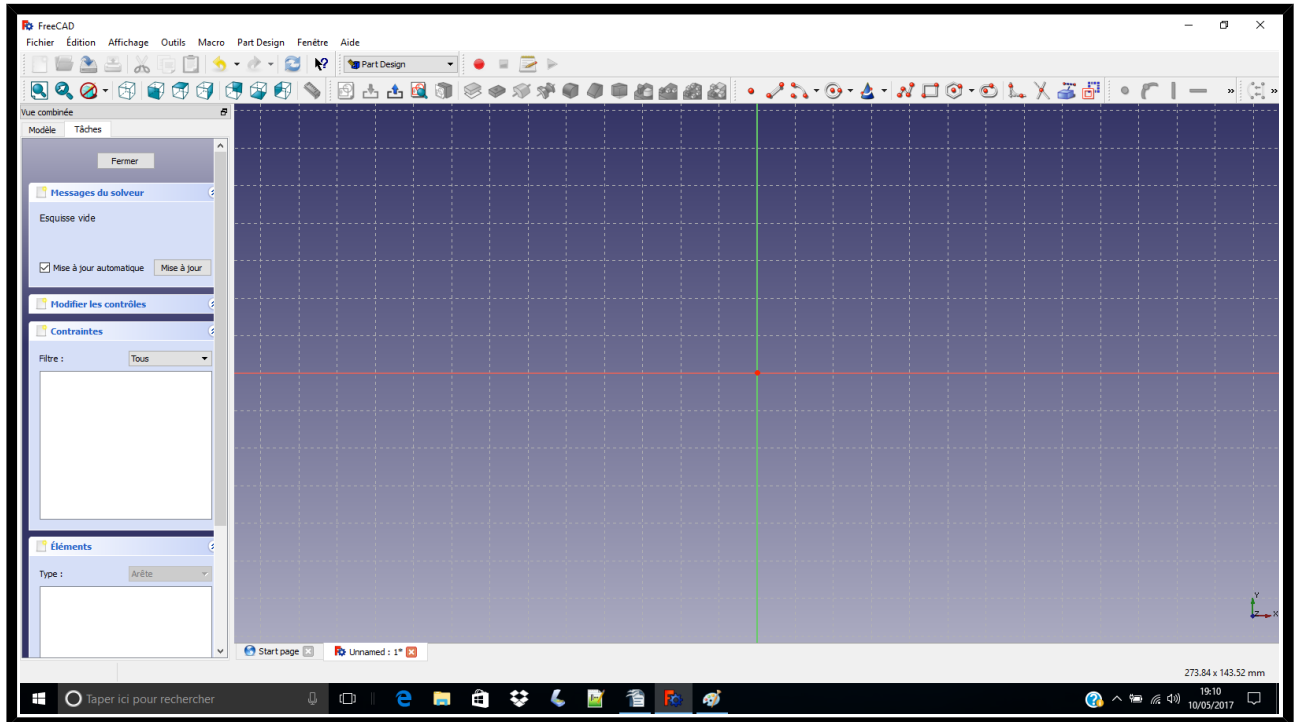 FreeCAD
Fichier Édition Affichage Outils Macro Part Design Fenêtre Aide
Part Design
Vue combinée
Modèle Tâches
Fermer
Messages du solveur
Esquisse vide
Mise à jour automatique Mise à jour
Modifier les contrôles
Contraintes
Filtre : Tous
Éléments
Type : Arête
Y
Z X
Start page Unnamed : 1*
273.84 x 143.52 mm
Taper ici pour rechercher
19:10
10/05/2017